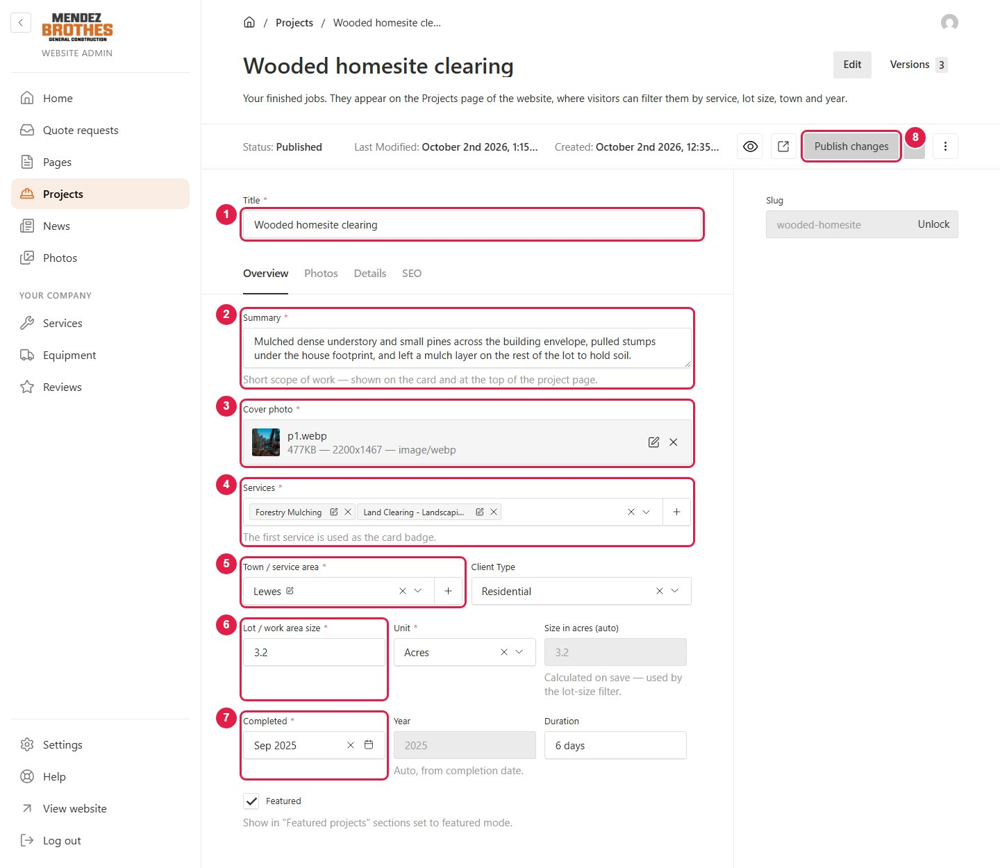 MENDEZ
BROTHES
GENERAL CONSTRUCTION
WEBSITE ADMIN
Home
Quote requests
Pages
Projects
News
Photos
YOUR COMPANY
Services
Equipment
Reviews
Settings
Help
View website
Log out
/ Projects / Wooded homesite cle...
Wooded homesite clearing
Edit
Versions 3
Your finished jobs. They appear on the Projects page of the website, where visitors can filter them by service, lot size, town and year.
Status: Published
Last Modified: October 2nd 2026, 1:15...
Created: October 2nd 2026, 12:35...
Publish changes
8
1
Title *
Wooded homesite clearing
Slug
wooded-homesite
Unlock
Overview
Photos
Details
SEO
2
Summary *
Mulched dense understory and small pines across the building envelope, pulled stumps
under the house footprint, and left a mulch layer on the rest of the lot to hold soil.
Short scope of work — shown on the card and at the top of the project page.
3
Cover photo *
p1.webp
477KB — 2200x1467 — image/webp
4
Services *
Forestry Mulching
Land Clearing - Landscapi...
The first service is used as the card badge.
5
Town / service area *
Lewes
Client Type
Residential
6
Lot / work area size *
3.2
Unit *
Acres
Size in acres (auto)
3.2
Calculated on save — used by
the lot-size filter.
7
Completed *
Sep 2025
Year
2025
Auto, from completion date.
Duration
6 days
Featured
Show in "Featured projects" sections set to featured mode.